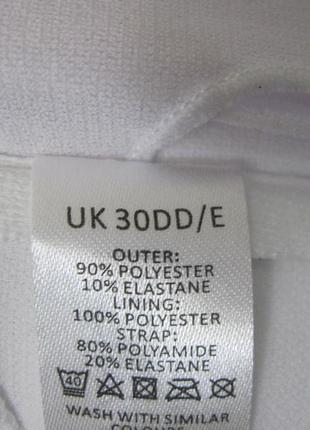 UK 30DD/E
OUTER:
90% POLYESTER
10% ELASTANE
LINING:
100% POLYESTER
STRAP:
80% POLYAMIDE
20% ELASTANE
40
WASH WITH SIMILAR
COLOURS